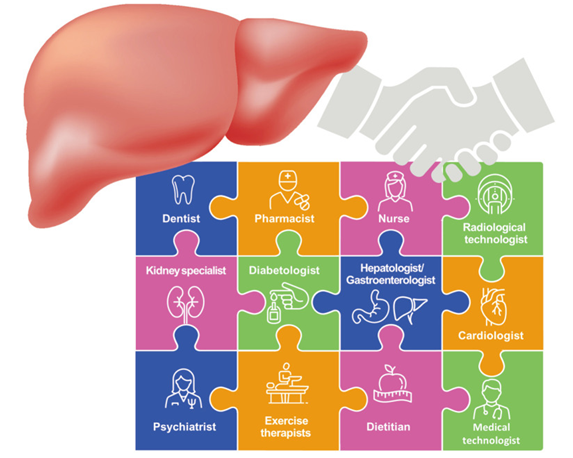 Dentist
Pharmacist
Nurse
Radiological
technologist
Kidney specialist
Diabetologist
Hepatologist/
Gastroenterologist
Cardiologist
Psychiatrist
Exercise
therapists
Dietitian
Medical
technologist